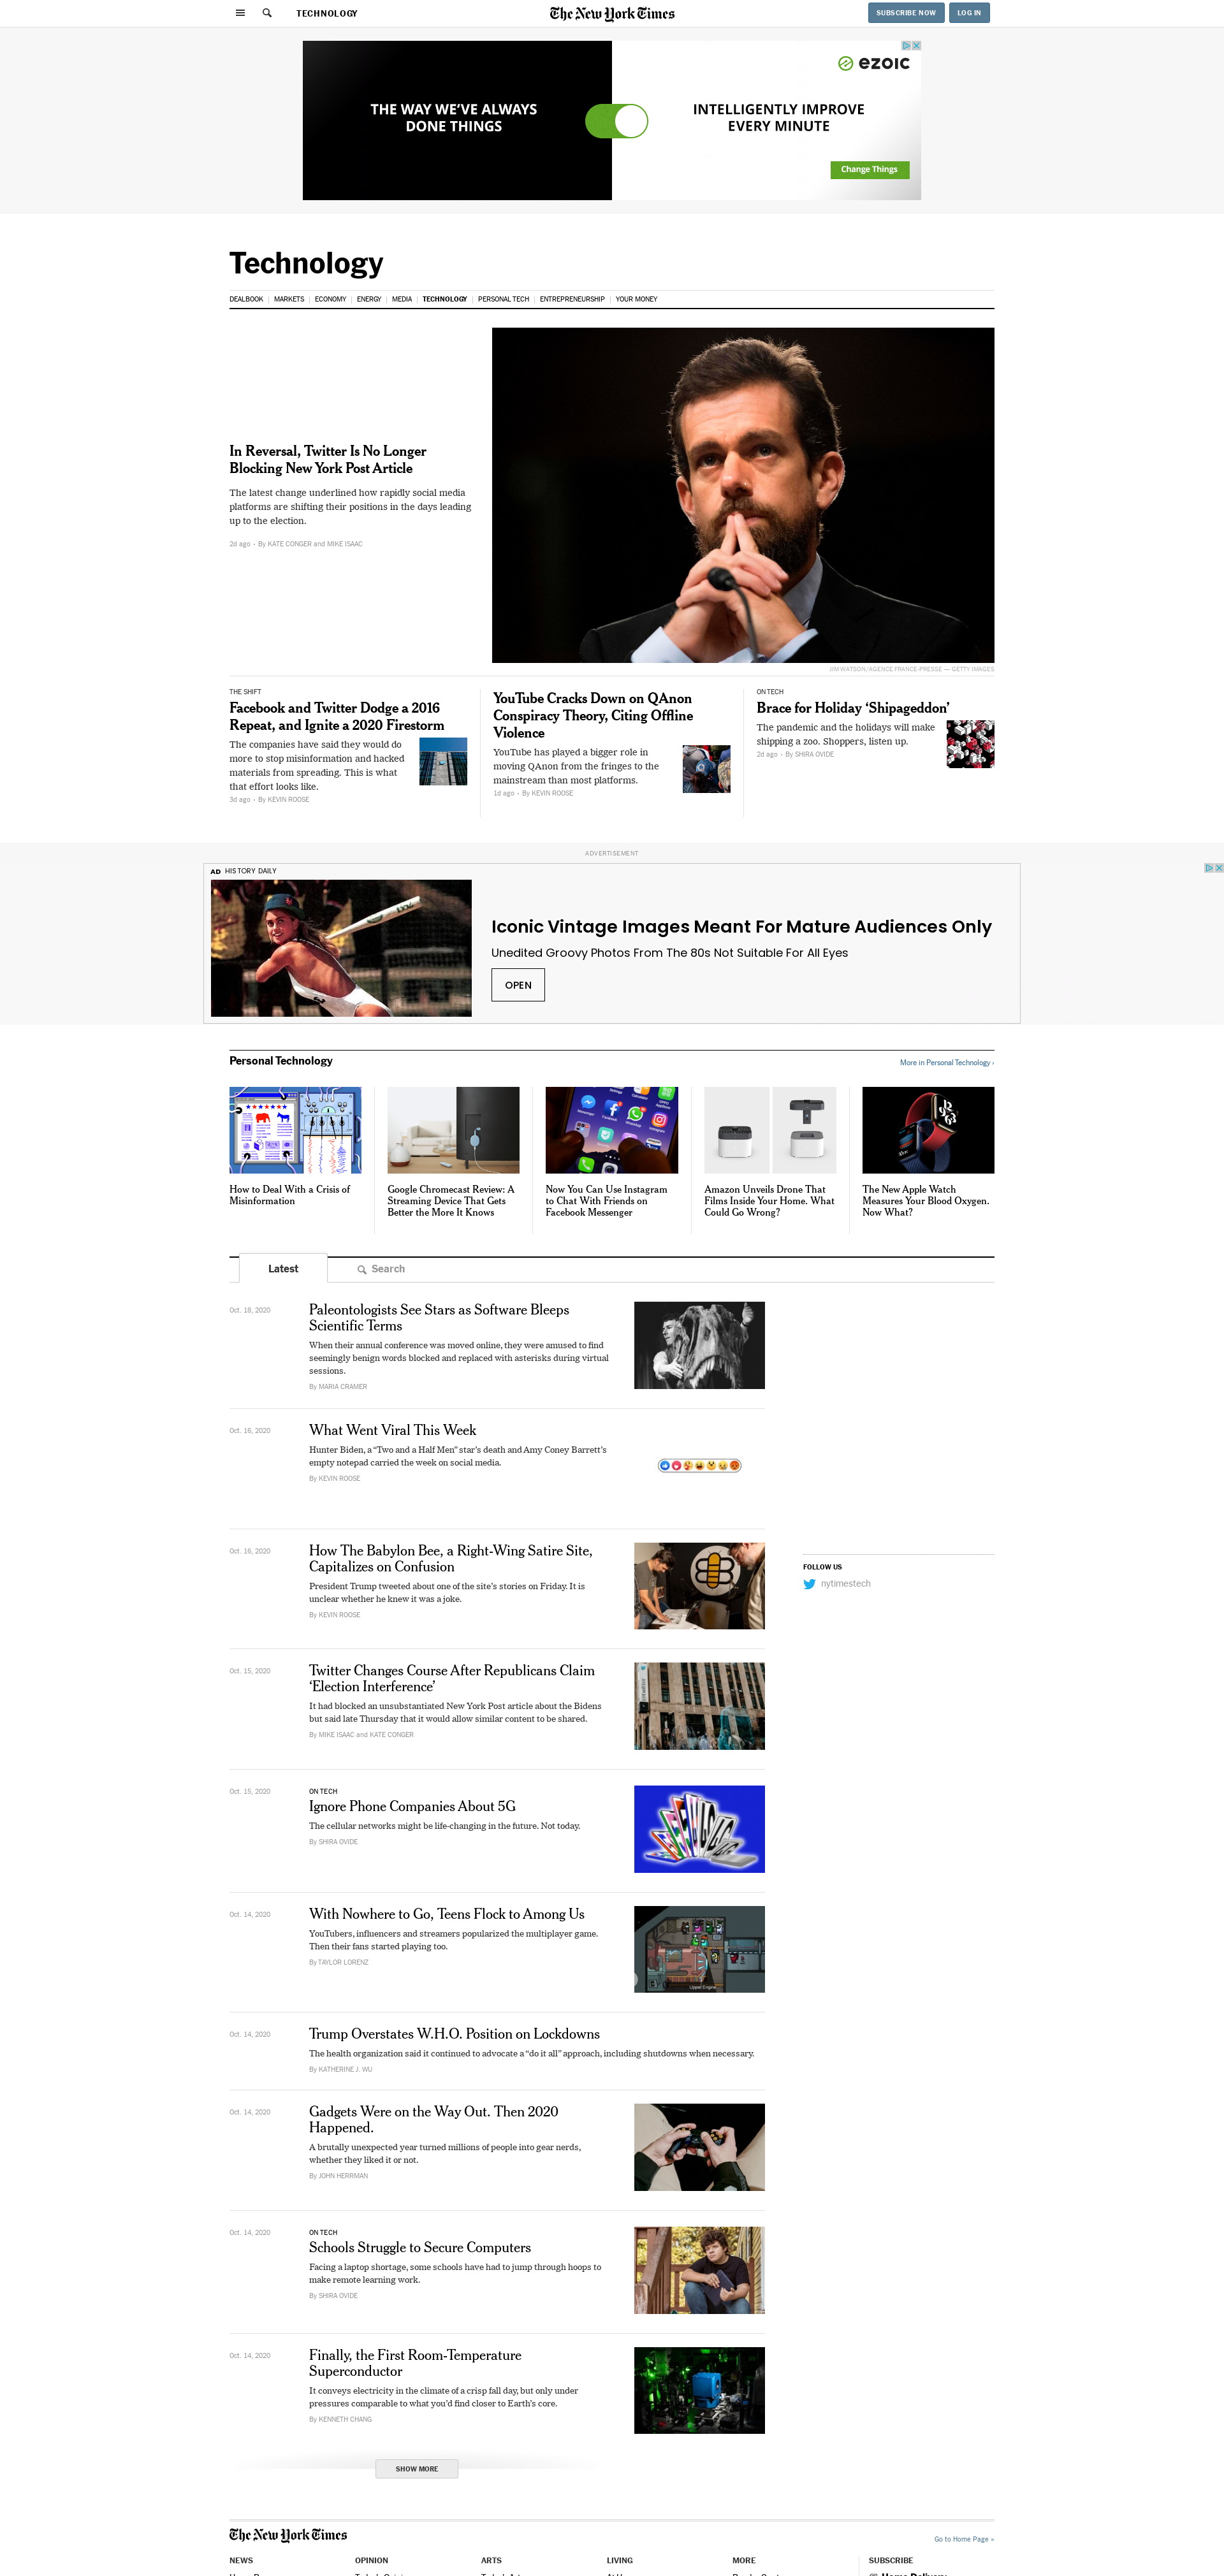 TECHNOLOGY
The New York Times
SUBSCRIBE NOW
LOG IN
THE WAY WE'VE ALWAYS
DONE THINGS
INTELLIGENTLY IMPROVE
EVERY MINUTE
ezoic
Change Things
Technology
DEALBOOK MARKETS ECONOMY ENERGY MEDIA TECHNOLOGY PERSONAL TECH ENTREPRENEURSHIP YOUR MONEY
In Reversal, Twitter Is No Longer
Blocking New York Post Article
The latest change underlined how rapidly social media
platforms are shifting their positions in the days leading
up to the election.
2d ago • By KATE CONGER and MIKE ISAAC
JIM WATSON/AGENCE FRANCE-PRESSE — GETTY IMAGES
THE SHIFT
Facebook and Twitter Dodge a 2016
Repeat, and Ignite a 2020 Firestorm
The companies have said they would do
more to stop misinformation and hacked
materials from spreading. This is what
that effort looks like.
3d ago • By KEVIN ROOSE
YouTube Cracks Down on QAnon
Conspiracy Theory, Citing Offline
Violence
YouTube has played a bigger role in
moving QAnon from the fringes to the
mainstream than most platforms.
1d ago • By KEVIN ROOSE
ON TECH
Brace for Holiday ‘Shipageddon’
The pandemic and the holidays will make
shipping a zoo. Shoppers, listen up.
2d ago • By SHIRA OVIDE
ADVERTISEMENT
AD HISTORY DAILY
Iconic Vintage Images Meant For Mature Audiences Only
Unedited Groovy Photos From The 80s Not Suitable For All Eyes
OPEN
Personal Technology
More in Personal Technology ›
How to Deal With a Crisis of
Misinformation
Google Chromecast Review: A
Streaming Device That Gets
Better the More It Knows
Now You Can Use Instagram
to Chat With Friends on
Facebook Messenger
Amazon Unveils Drone That
Films Inside Your Home. What
Could Go Wrong?
The New Apple Watch
Measures Your Blood Oxygen.
Now What?
Latest
Search
Oct. 18, 2020
Paleontologists See Stars as Software Bleeps
Scientific Terms
When their annual conference was moved online, they were amused to find
seemingly benign words blocked and replaced with asterisks during virtual
sessions.
By MARIA CRAMER
Oct. 16, 2020
What Went Viral This Week
Hunter Biden, a “Two and a Half Men” star’s death and Amy Coney Barrett’s
empty notepad carried the week on social media.
By KEVIN ROOSE
Oct. 16, 2020
How The Babylon Bee, a Right-Wing Satire Site,
Capitalizes on Confusion
President Trump tweeted about one of the site’s stories on Friday. It is
unclear whether he knew it was a joke.
By KEVIN ROOSE
FOLLOW US
nytimestech
Oct. 15, 2020
Twitter Changes Course After Republicans Claim
‘Election Interference’
It had blocked an unsubstantiated New York Post article about the Bidens
but said late Thursday that it would allow similar content to be shared.
By MIKE ISAAC and KATE CONGER
Oct. 15, 2020
ON TECH
Ignore Phone Companies About 5G
The cellular networks might be life-changing in the future. Not today.
By SHIRA OVIDE
Oct. 14, 2020
With Nowhere to Go, Teens Flock to Among Us
YouTubers, influencers and streamers popularized the multiplayer game.
Then their fans started playing too.
By TAYLOR LORENZ
Oct. 14, 2020
Trump Overstates W.H.O. Position on Lockdowns
The health organization said it continued to advocate a “do it all” approach, including shutdowns when necessary.
By KATHERINE J. WU
Oct. 14, 2020
Gadgets Were on the Way Out. Then 2020
Happened.
A brutally unexpected year turned millions of people into gear nerds,
whether they liked it or not.
By JOHN HERRMAN
Oct. 14, 2020
ON TECH
Schools Struggle to Secure Computers
Facing a laptop shortage, some schools have had to jump through hoops to
make remote learning work.
By SHIRA OVIDE
Oct. 14, 2020
Finally, the First Room-Temperature
Superconductor
It conveys electricity in the climate of a crisp fall day, but only under
pressures comparable to what you’d find closer to Earth’s core.
By KENNETH CHANG
SHOW MORE
The New York Times
Go to Home Page »
NEWS
OPINION
ARTS
LIVING
MORE
SUBSCRIBE